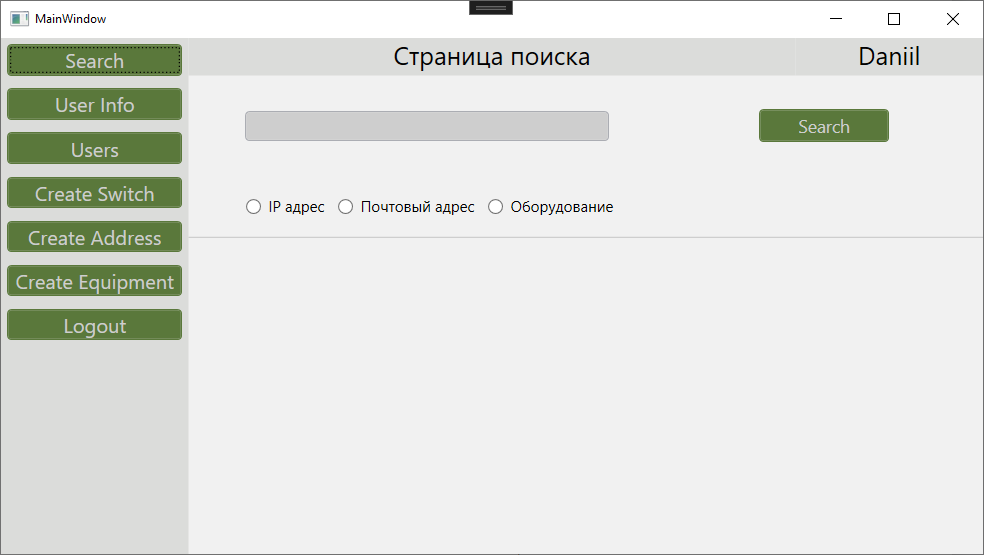 MainWindow
Search
User Info
Users
Create Switch
Create Address
Create Equipment
Logout
Страница поиска
Daniil
Search
IP адрес Почтовый адрес Оборудование